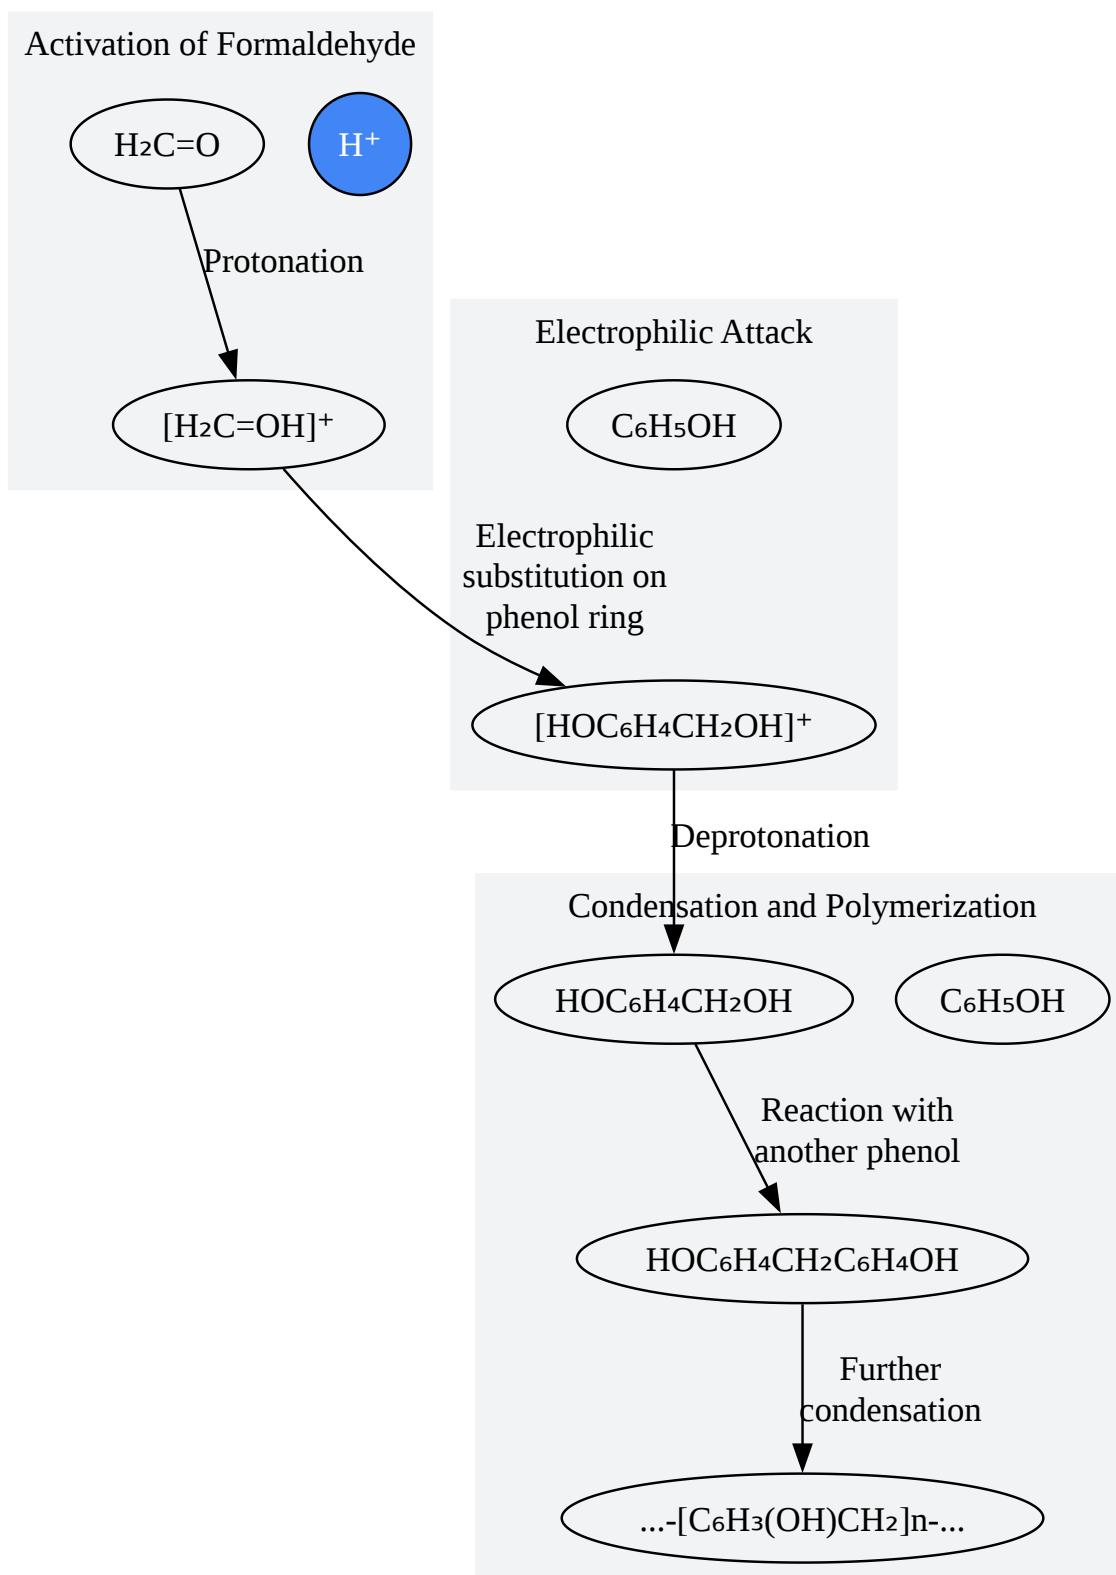 Activation of Formaldehyde
H₂C=O
H⁺
Protonation
[H₂C=OH]⁺
Electrophilic Attack
C₆H₅OH
Electrophilic
substitution on
phenol ring
[HOC₆H₄CH₂OH]⁺
Deprotonation
Condensation and Polymerization
HOC₆H₄CH₂OH
C₆H₅OH
Reaction with
another phenol
HOC₆H₄CH₂C₆H₄OH
Further
condensation
...-[C₆H₃(OH)CH₂]n-...